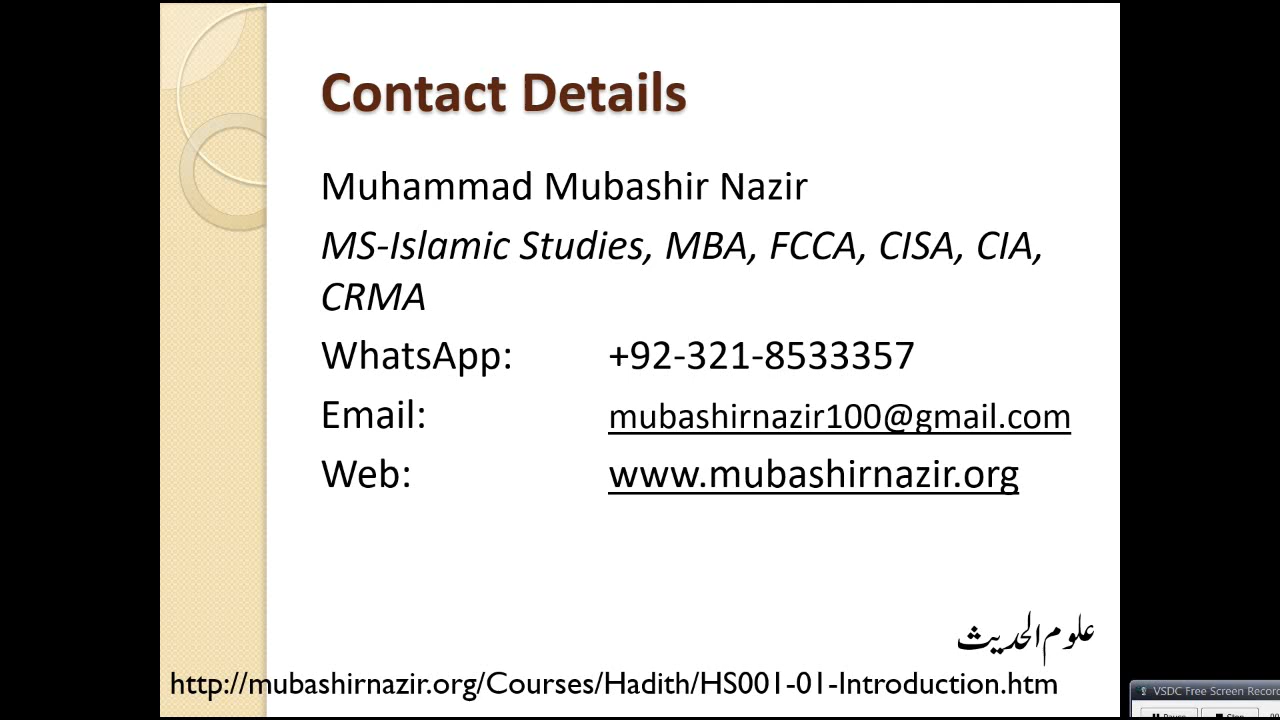 Contact Details
Muhammad Mubashir Nazir
MS-Islamic Studies, MBA, FCCA, CISA, CIA,
CRMA
WhatsApp: +92-321-8533357
Email: mubashirnazir100@gmail.com
Web: www.mubashirnazir.org
علوم الحدیث
http://mubashirnazir.org/Courses/Hadith/HS001-01-Introduction.htm
VSDC Free Screen Recor